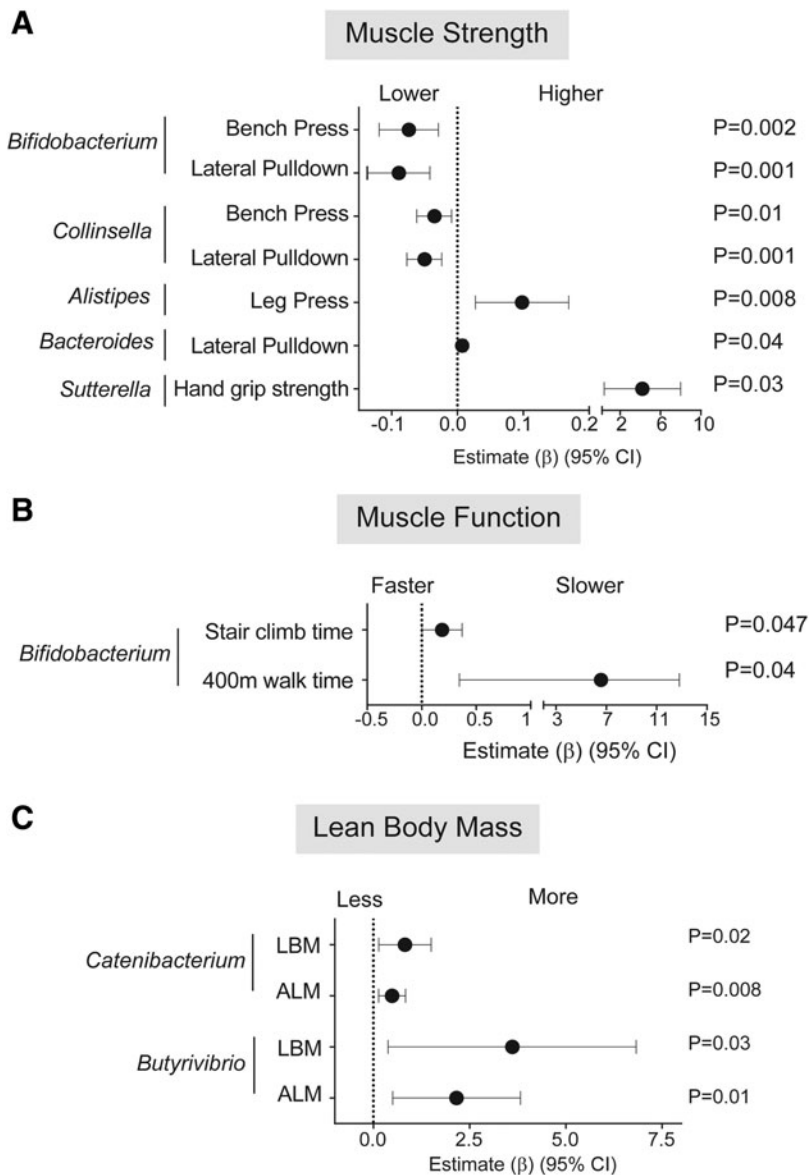 A
Muscle Strength
Lower Higher
Bifidobacterium
Bench Press P=0.002
Lateral Pulldown P=0.001
Collinsella
Bench Press P=0.01
Lateral Pulldown P=0.001
Alistipes Leg Press P=0.008
Bacteroides Lateral Pulldown P=0.04
Sutterella Hand grip strength P=0.03
-0.1 0.0 0.1 0.2 2 6 10
Estimate (β) (95% CI)
B
Muscle Function
Faster Slower
Bifidobacterium
Stair climb time P=0.047
400m walk time P=0.04
-0.5 0.0 0.5 1 3 7 11 15
Estimate (β) (95% CI)
C
Lean Body Mass
Less More
Catenibacterium
LBM P=0.02
ALM P=0.008
Butyrivibrio
LBM P=0.03
ALM P=0.01
0.0 2.5 5.0 7.5
Estimate (β) (95% CI)